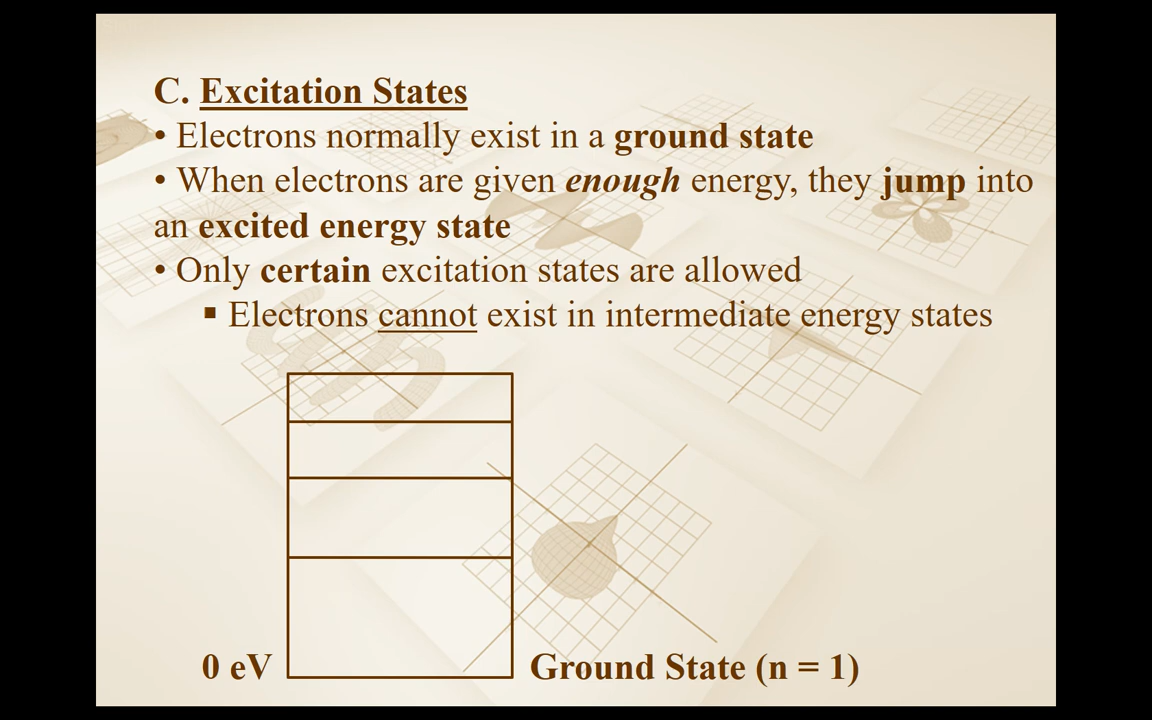 C. Excitation States
• Electrons normally exist in a ground state
• When electrons are given enough energy, they jump into
an excited energy state
• Only certain excitation states are allowed
▪ Electrons cannot exist in intermediate energy states
0 eV Ground State (n = 1)